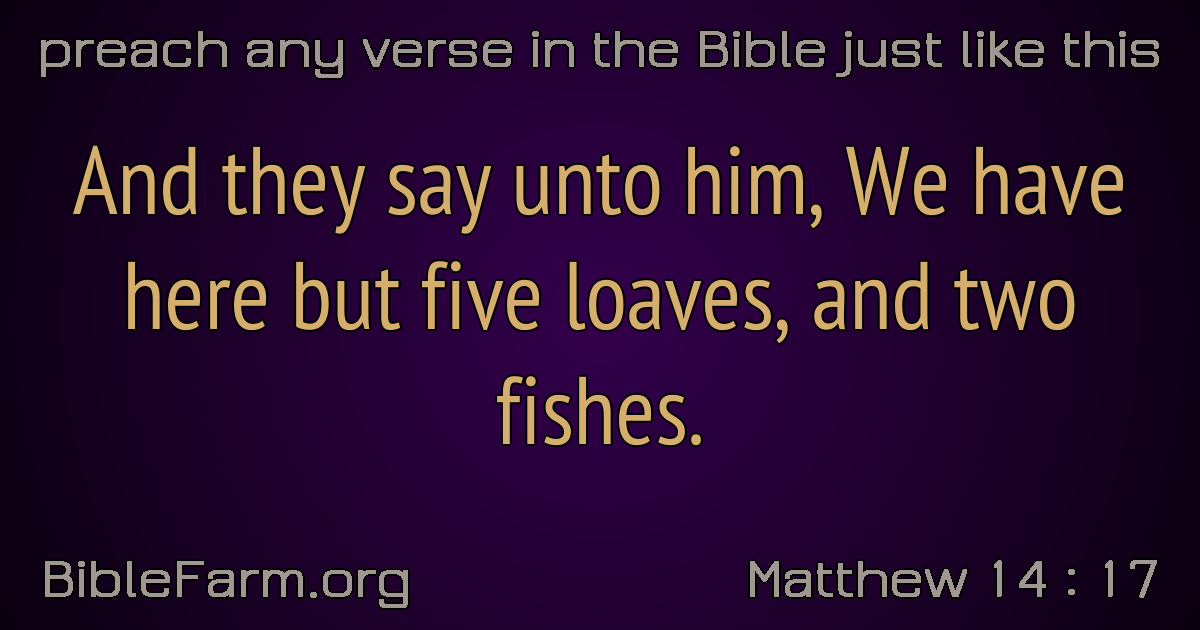 preach any verse in the Bible just like this
And they say unto him, We have
here but five loaves, and two
fishes.
BibleFarm.org
Matthew 14 : 17